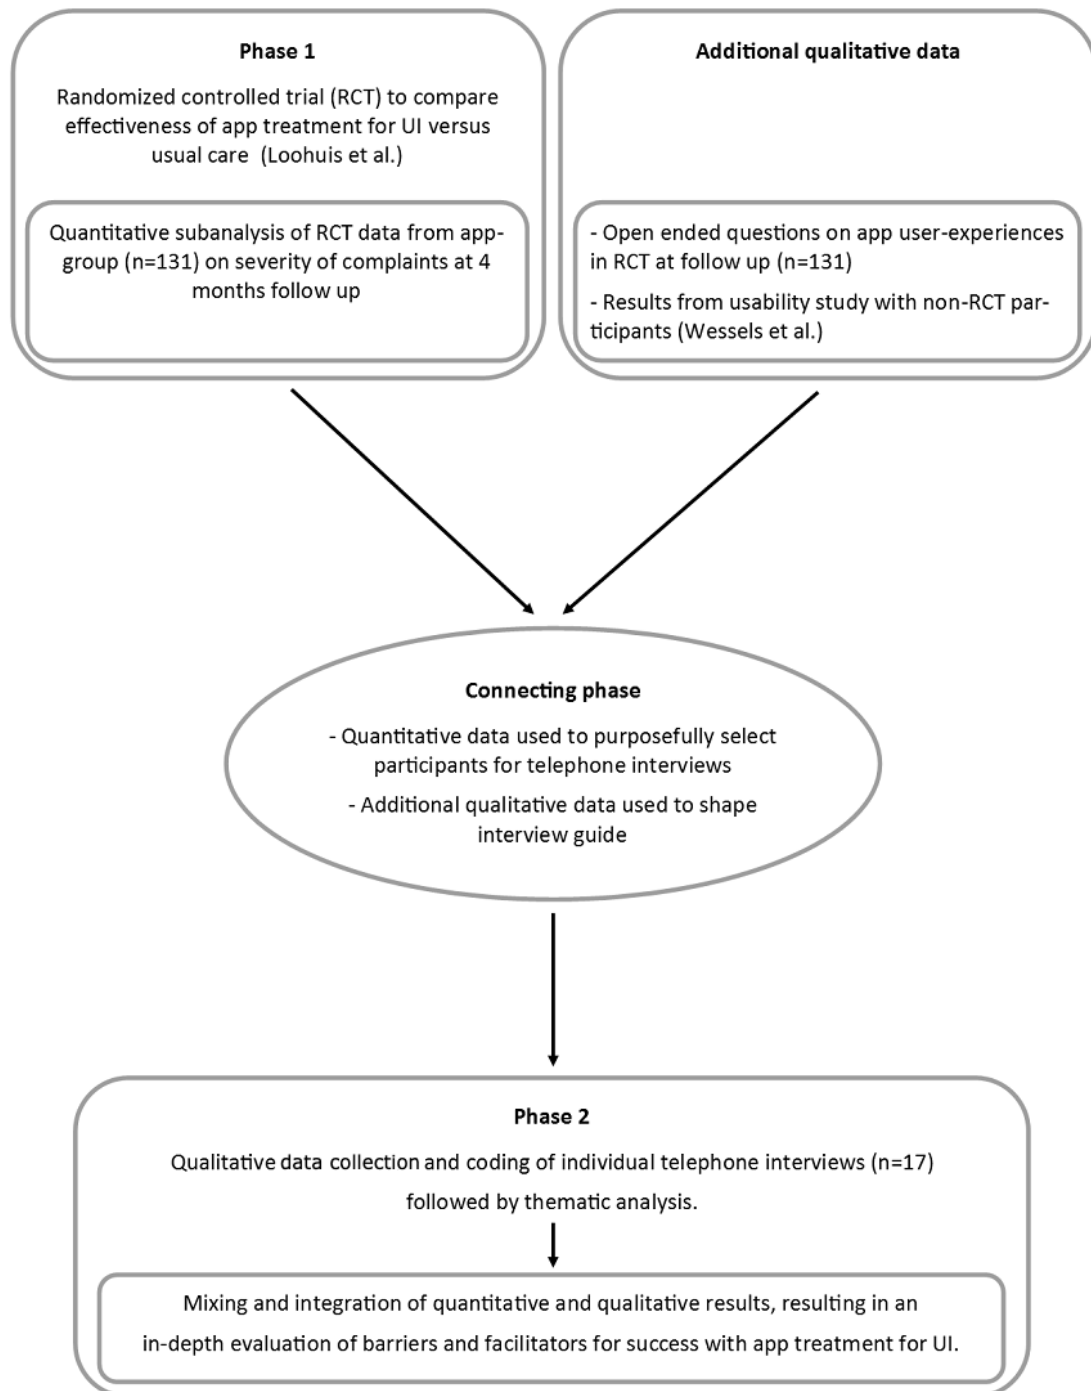 Phase 1
Randomized controlled trial (RCT) to compare
effectiveness of app treatment for UI versus
usual care (Loohuis et al.)
Quantitative subanalysis of RCT data from app-
group (n=131) on severity of complaints at 4
months follow up
Additional qualitative data
- Open ended questions on app user-experiences
in RCT at follow up (n=131)
- Results from usability study with non-RCT par-
ticipants (Wessels et al.)
Connecting phase
- Quantitative data used to purposefully select
participants for telephone interviews
- Additional qualitative data used to shape
interview guide
Phase 2
Qualitative data collection and coding of individual telephone interviews (n=17)
followed by thematic analysis.
Mixing and integration of quantitative and qualitative results, resulting in an
in-depth evaluation of barriers and facilitators for success with app treatment for UI.